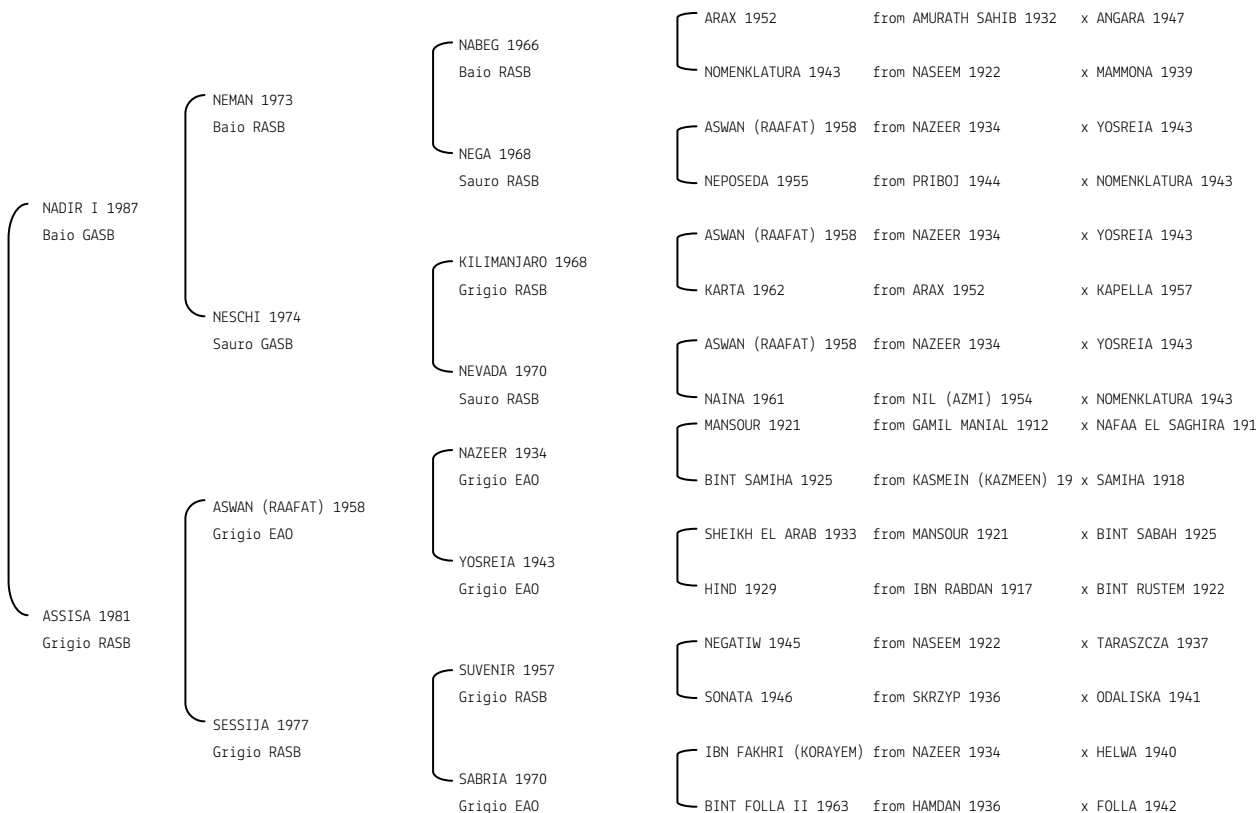 ARAX 1952 from AMURATH SAHIB 1932 x ANGARA 1947
NABEG 1966
Baio RASB NOMENKLATURA 1943 from NASEEM 1922 x MAMMONA 1939
NEMAN 1973
Baio RASB ASWAN (RAAFAT) 1958 from NAZEER 1934 x YOSREIA 1943
NEGA 1968
Sauro RASB NEPOSEDA 1955 from PRIBOJ 1944 x NOMENKLATURA 1943
NADIR I 1987
Baio GASB ASWAN (RAAFAT) 1958 from NAZEER 1934 x YOSREIA 1943
KILIMANJARO 1968
Grigio RASB KARTA 1962 from ARAX 1952 x KAPELLA 1957
NESCHI 1974
Sauro GASB ASWAN (RAAFAT) 1958 from NAZEER 1934 x YOSREIA 1943
NEVADA 1970
Sauro RASB NAINA 1961 from NIL (AZMI) 1954 x NOMENKLATURA 1943
MANSOUR 1921 from GAMIL MANIAL 1912 x NAFAA EL SAGHIRA 191
NAZEER 1934
Grigio EAO BINT SAMIHA 1925 from KASMEIN (KAZMEEN) 19 x SAMIHA 1918
ASWAN (RAAFAT) 1958
Grigio EAO SHEIKH EL ARAB 1933 from MANSOUR 1921 x BINT SABAH 1925
YOSREIA 1943
Grigio EAO HIND 1929 from IBN RABDAN 1917 x BINT RUSTEM 1922
ASSISA 1981
Grigio RASB NEGATIW 1945 from NASEEM 1922 x TARASZCZA 1937
SUVENIR 1957
Grigio RASB SONATA 1946 from SKRZYP 1936 x ODALISKA 1941
SESSIJA 1977
Grigio RASB IBN FAKHRI (KORAYEM) from NAZEER 1934 x HELWA 1940
SABRIA 1970
Grigio EAO BINT FOLLA II 1963 from HAMDAN 1936 x FOLLA 1942